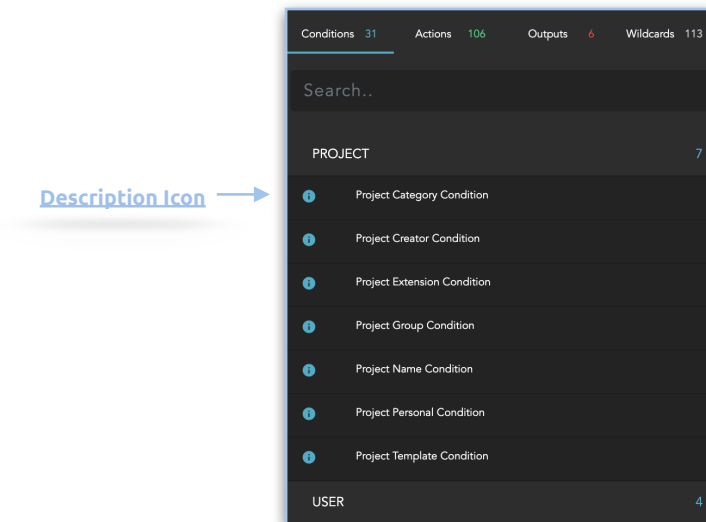 Conditions 31 Actions 106 Outputs 6 Wildcards 113
Search..
PROJECT 7
Description Icon
Project Category Condition
Project Creator Condition
Project Extension Condition
Project Group Condition
Project Name Condition
Project Personal Condition
Project Template Condition
USER 4